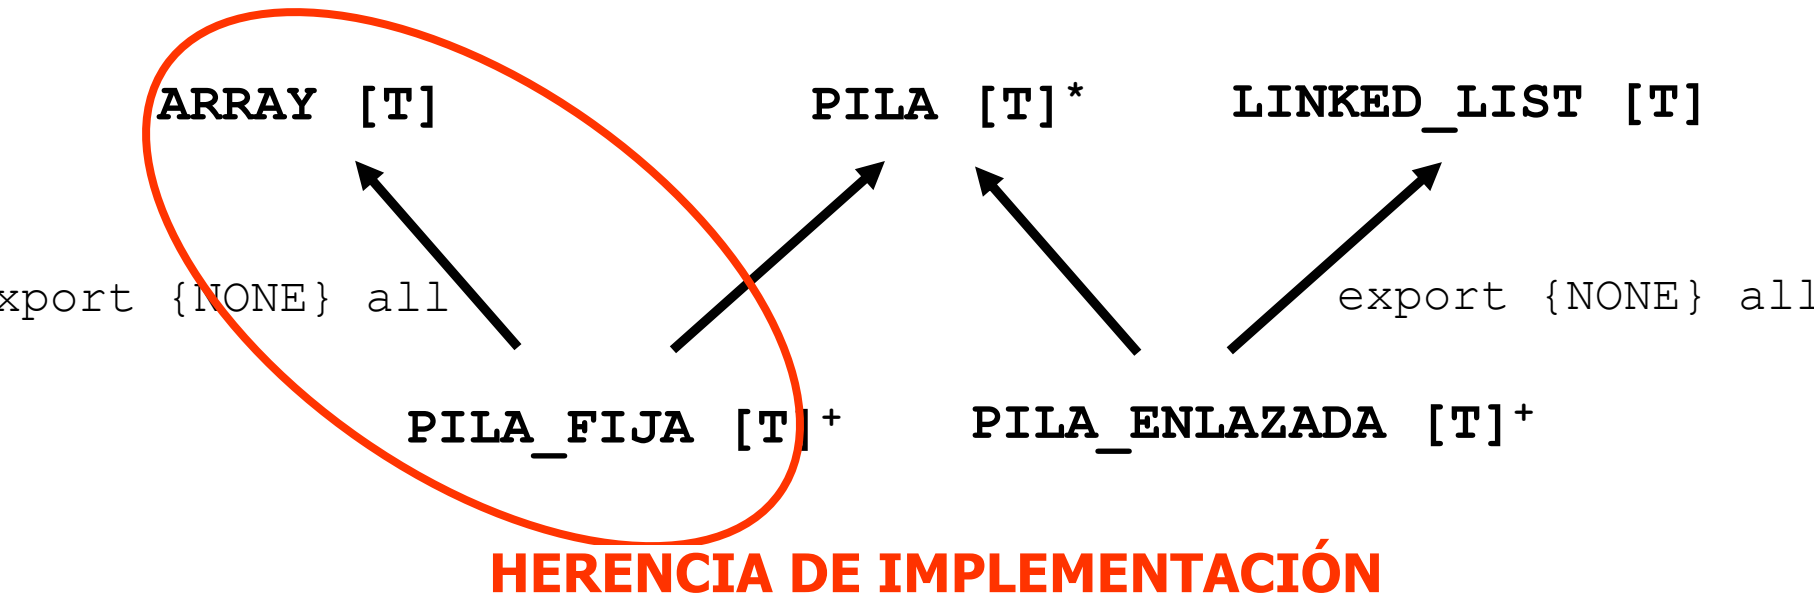 ARRAY [T] PILA [T]* LINKED_LIST [T]
xport {NONE} all export {NONE} all
PILA_FIJA [T]+ PILA_ENLAZADA [T]+
HERENCIA DE IMPLEMENTACIÓN